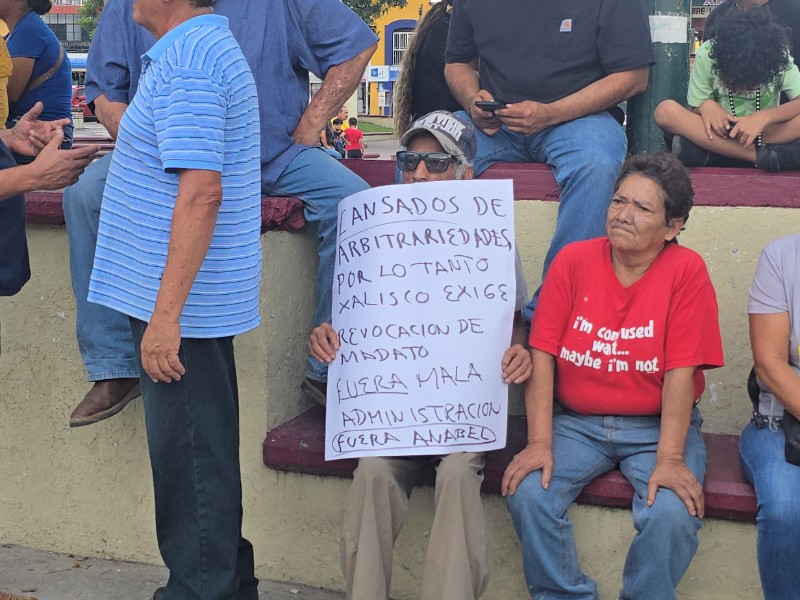 CANSADOS DE
ARBITRARIEDADES,
POR LO TANTO
XALISCO EXIGE
REVOCACION DE
MADATO
FUERA MALA
ADMINISTRACION
FUERA ANABEL
i'm confused
wait...
maybe i'm not